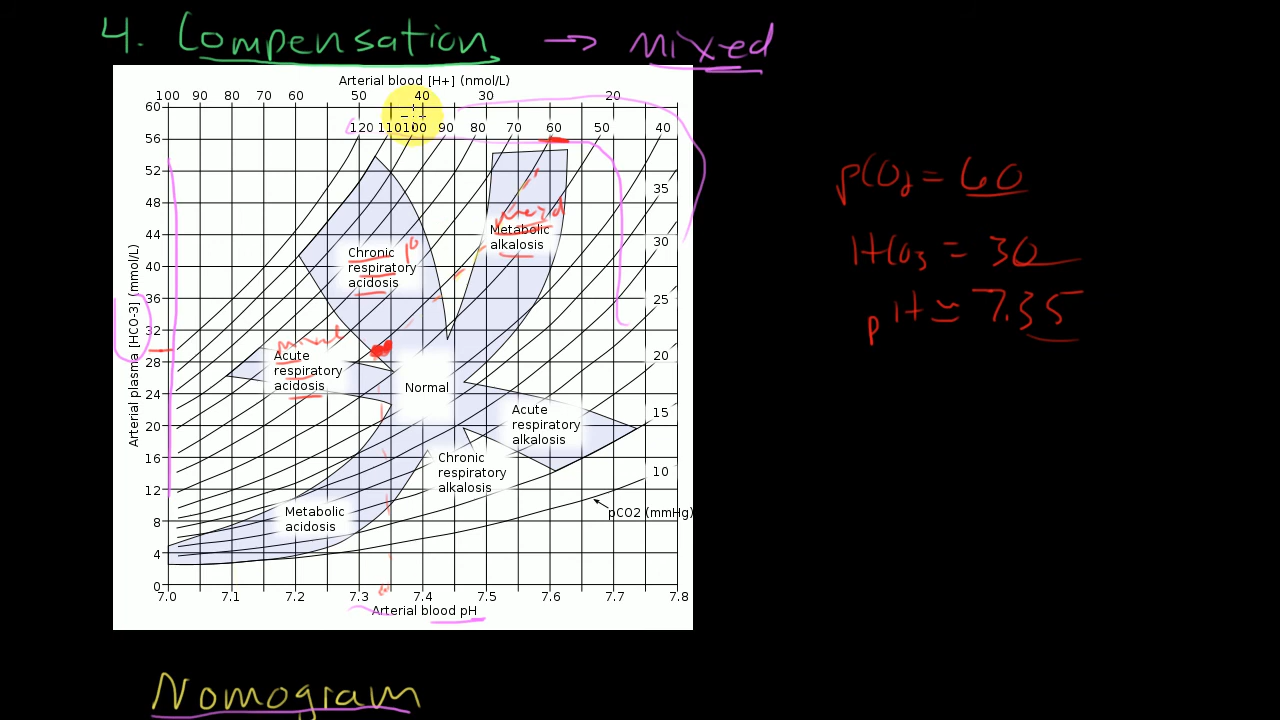 4. Compensation → mixed
Arterial blood [H+] (nmol/L)
100 90 80 70 60 50 40 30 20
60
120 110 100 90 80 70 60 50 40
56
52
48
44
40
36
32
28
24
20
16
12
8
4
0
35
30
25
20
15
10
Arterial plasma [HCO-3] (mmol/L)
mixed
Metabolic
alkalosis
Chronic 1°
respiratory
acidosis
mixed
Acute
respiratory
acidosis
Normal
Acute
respiratory
alkalosis
Chronic
respiratory
alkalosis
Metabolic
acidosis
pCO2 (mmHg)
7.0 7.1 7.2 7.3 7.4 7.5 7.6 7.7 7.8
Arterial blood pH
pCO2 = 60
HCO3 = 30
pH ≈ 7.35
Nomogram